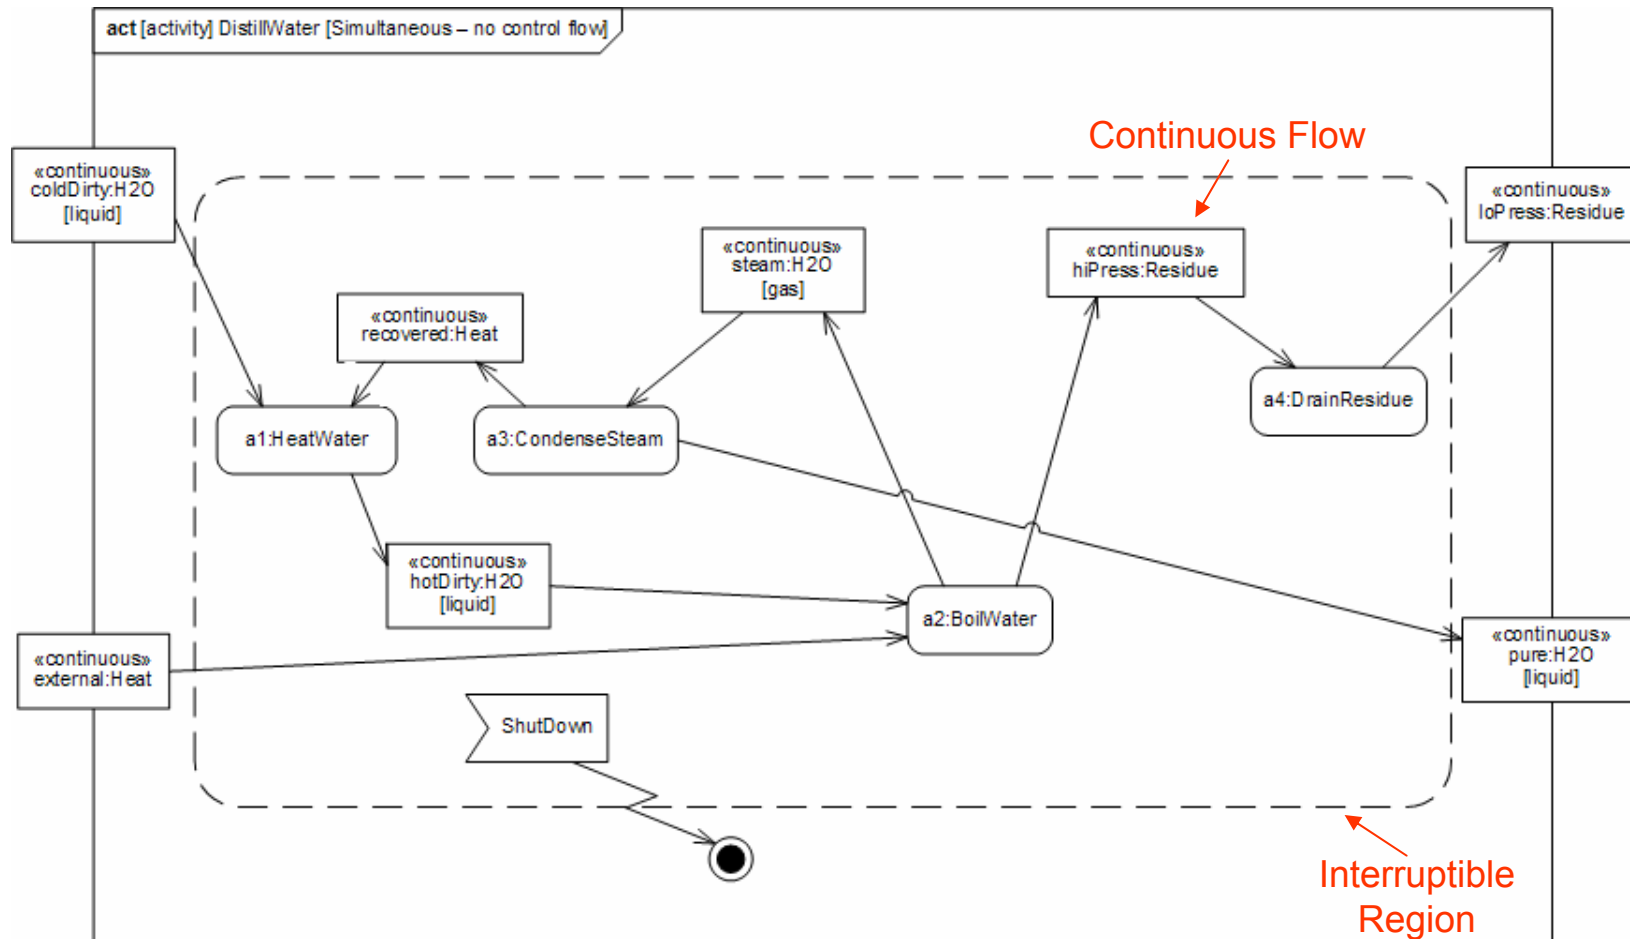 act [activity] DistillWater [Simultaneous – no control flow]
Continuous Flow
«continuous»
coldDirty:H2O
[liquid]
«continuous»
loPress:Residue
«continuous»
steam:H2O
[gas]
«continuous»
hiPress:Residue
«continuous»
recovered:Heat
a4:DrainResidue
a1:HeatWater
a3:CondenseSteam
«continuous»
hotDirty:H2O
[liquid]
a2:BoilWater
«continuous»
external:Heat
«continuous»
pure:H2O
[liquid]
ShutDown
Interruptible
Region